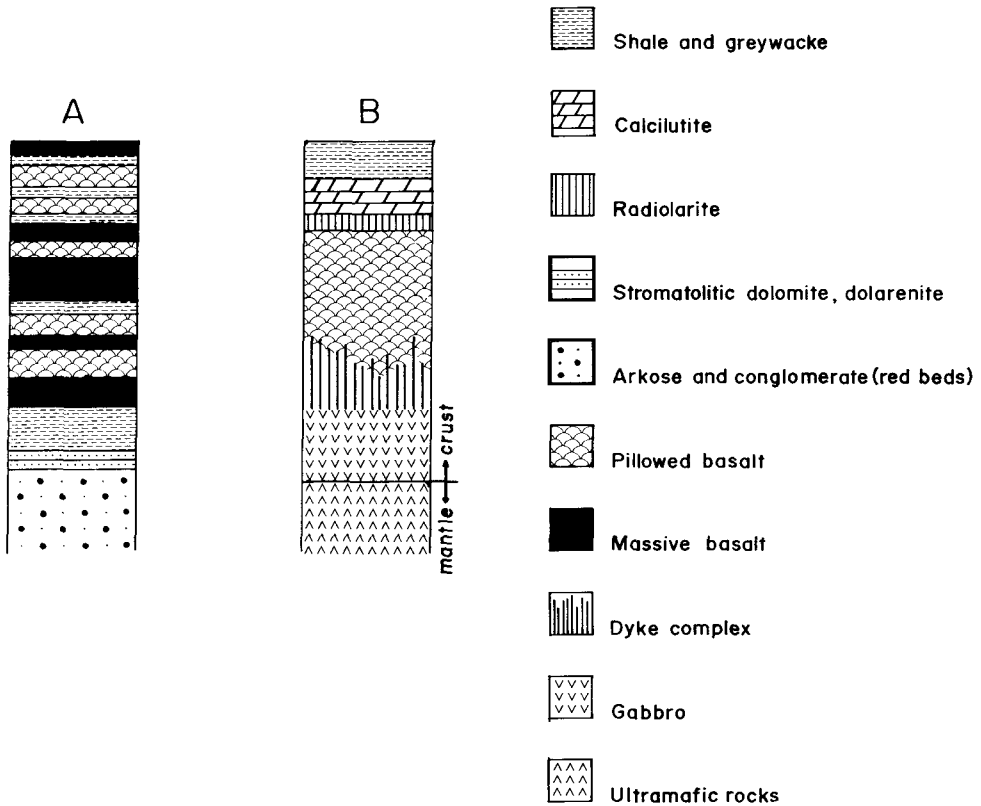 A
B
crust
mantle
Shale and greywacke
Calcilutite
Radiolarite
Stromatolitic dolomite, dolarenite
Arkose and conglomerate (red beds)
Pillowed basalt
Massive basalt
Dyke complex
Gabbro
Ultramafic rocks